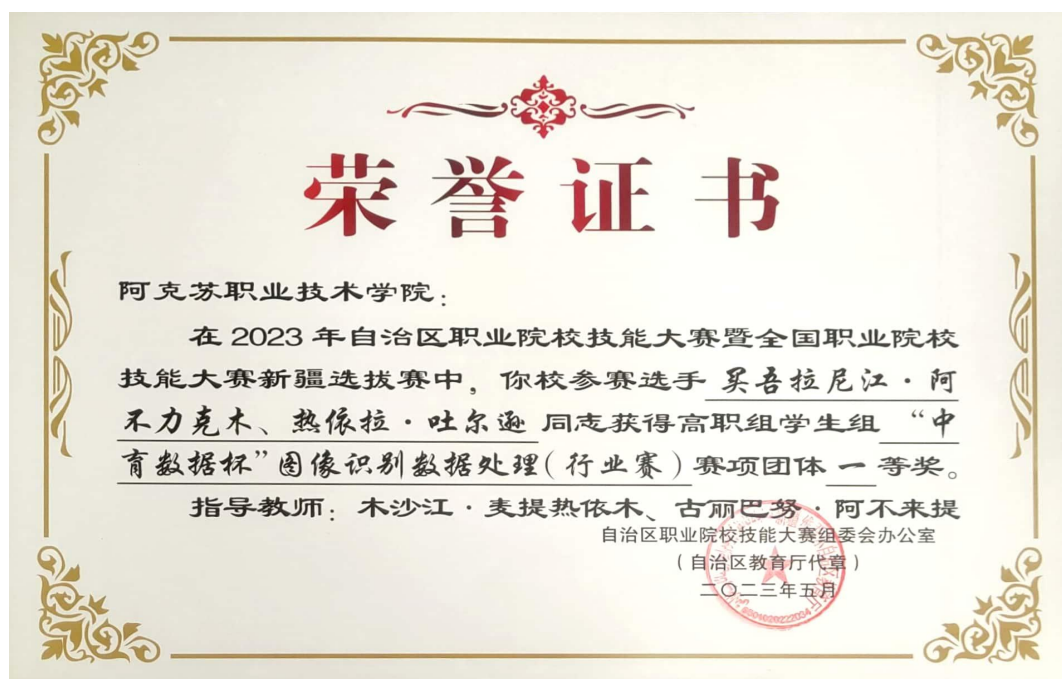 荣誉证书
阿克苏职业技术学院：
在 2023 年自治区职业院校技能大赛暨全国职业院校
技能大赛新疆选拔赛中，你校参赛选手 买吾拉尼江·阿
不力克木、热依拉·吐尔逊 同志获得高职组学生组 “中
育数据杯”图像识别数据处理(行业赛) 赛项团体 一 等奖。
指导教师：木沙江·麦提热依木、古丽巴努·阿不来提
自治区职业院校技能大赛组委会办公室
（自治区教育厅代章）
二〇二三年五月